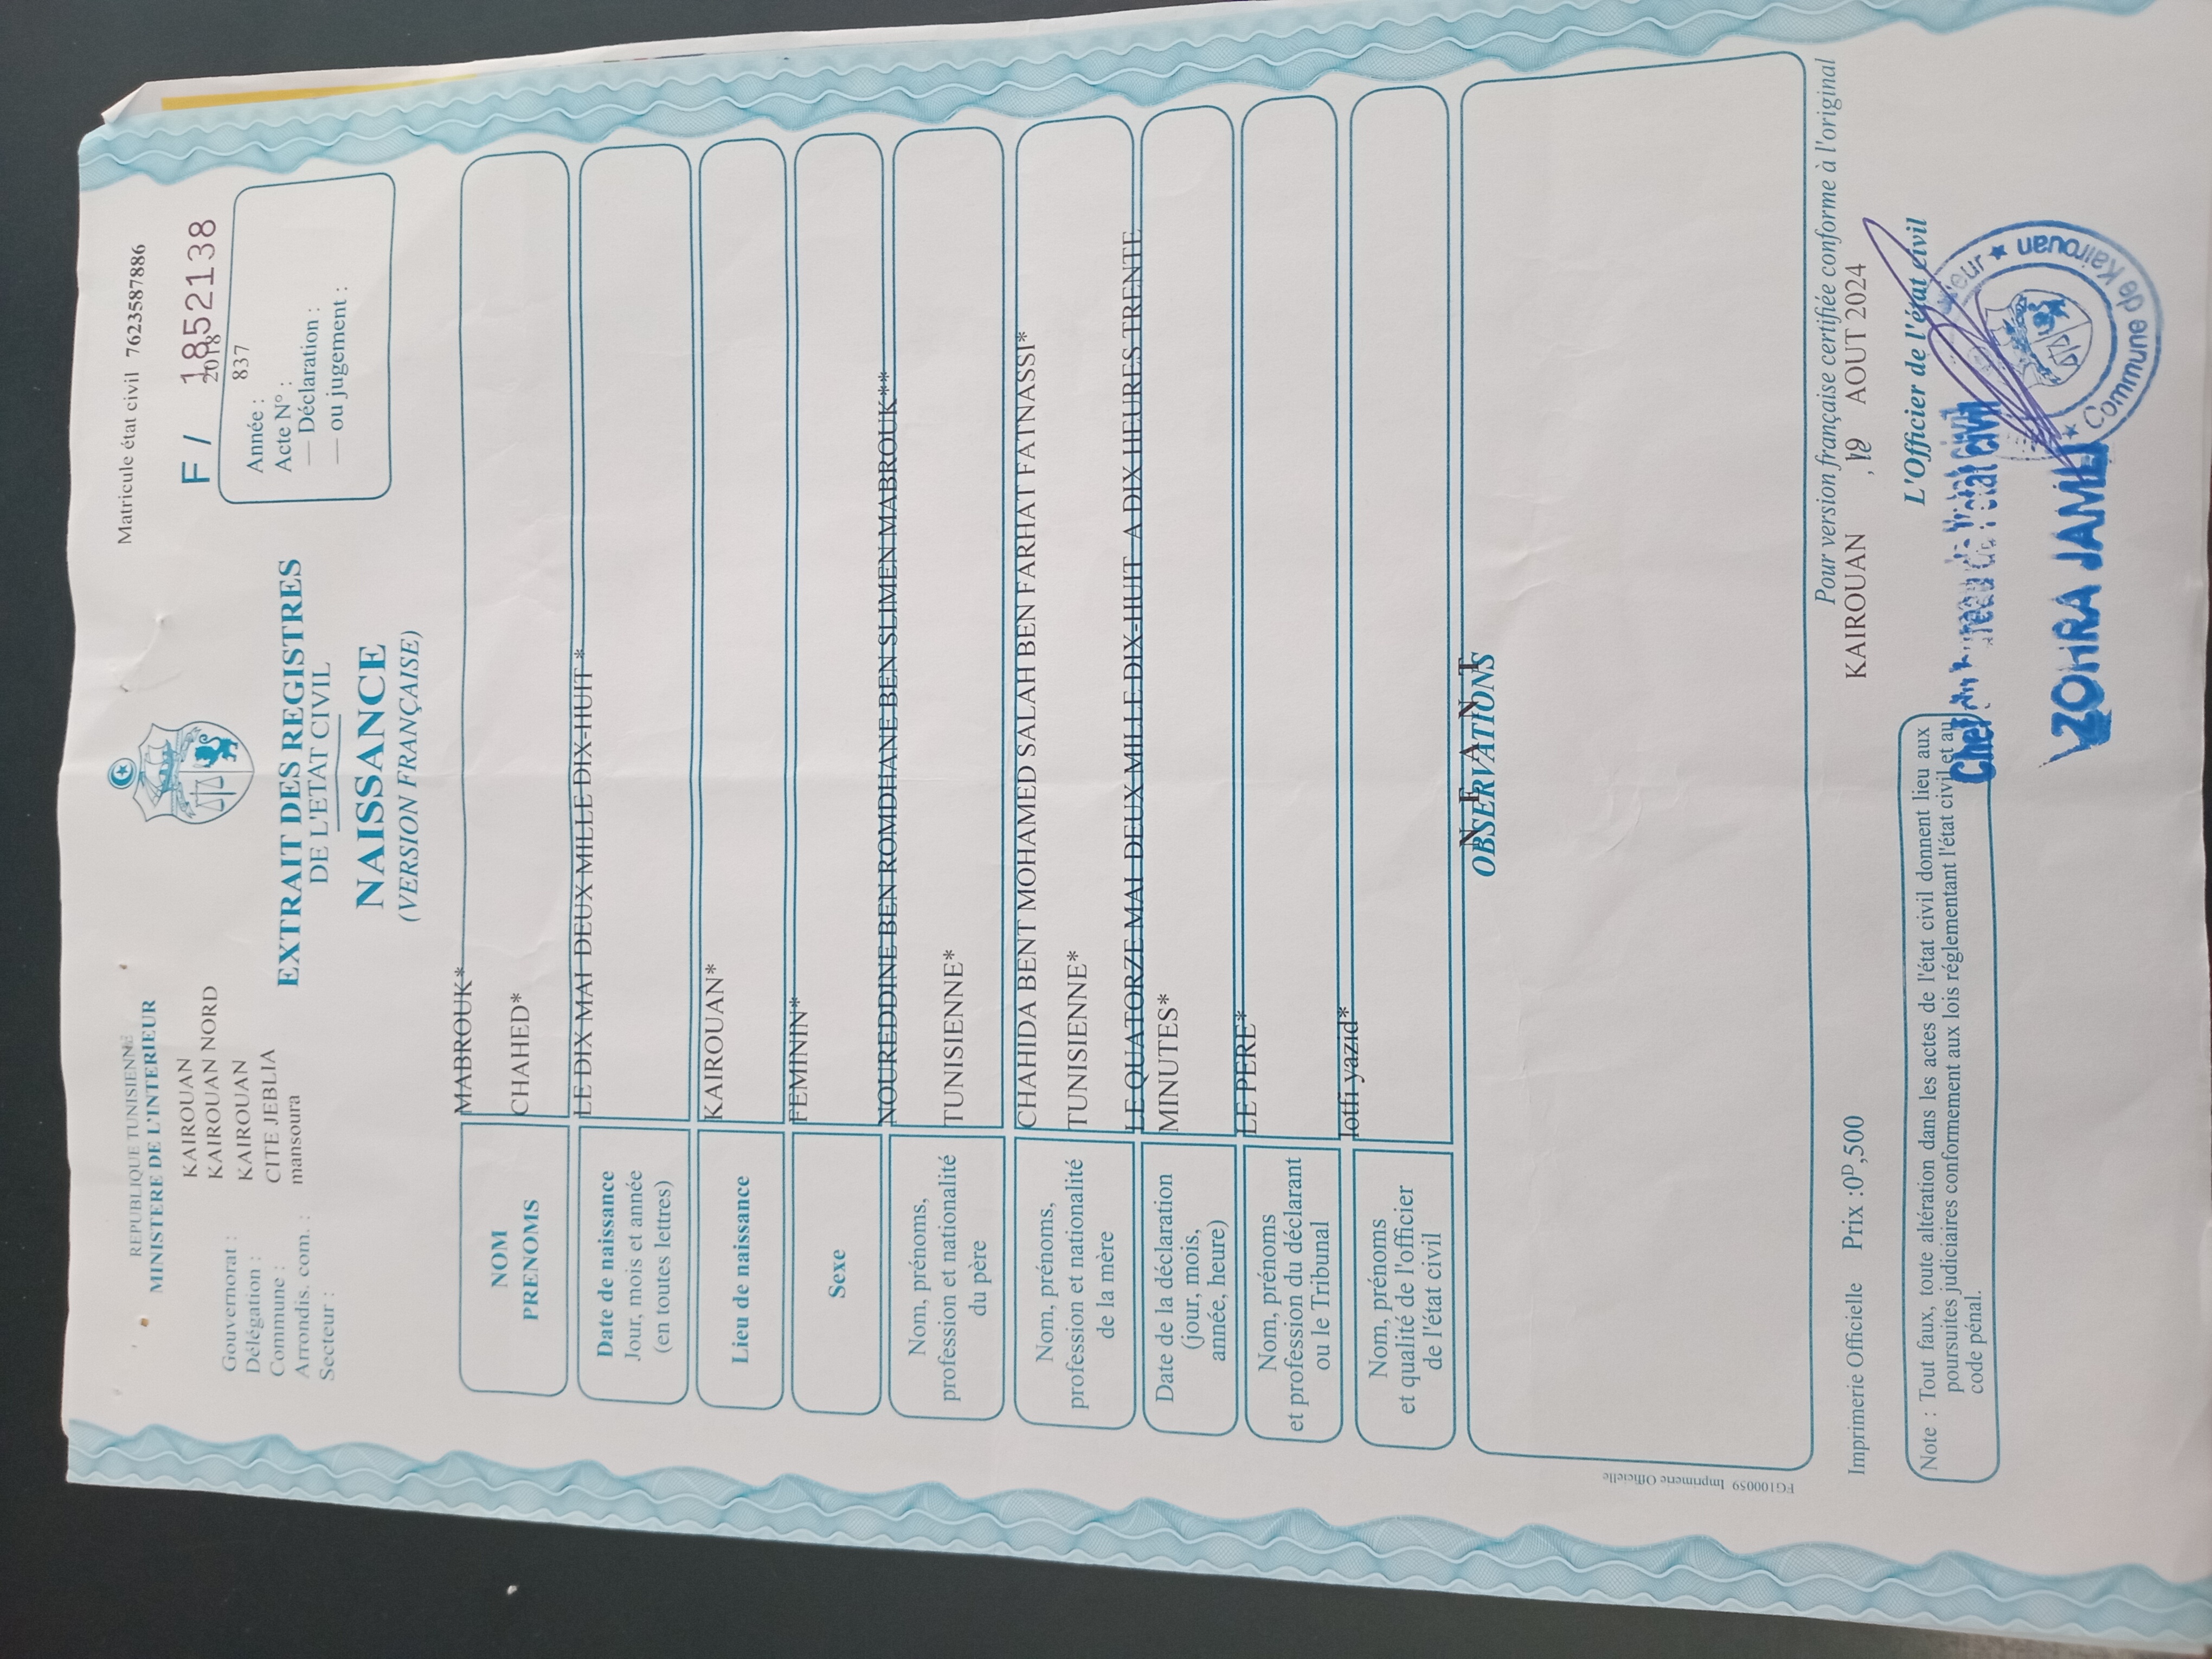 REPUBLIQUE TUNISIENNE
MINISTERE DE L'INTERIEUR
Gouvernorat : KAIROUAN
Délégation : KAIROUAN NORD
Commune : KAIROUAN
Arrondis. com. : CITE JEBLIA
Secteur : mansoura
Matricule état civil 7623587886
F / 18521 38
Année : 2018
Acte N° : 837
— Déclaration :
— ou jugement :
EXTRAIT DES REGISTRES
DE L'ETAT CIVIL
NAISSANCE
(VERSION FRANÇAISE)
NOM
PRENOMS
MABROUK*
CHAHED*
Date de naissance
Jour, mois et année
(en toutes lettres)
LE DIX MAI DEUX MILLE DIX-HUIT *
Lieu de naissance
KAIROUAN*
Sexe
FEMININ*
Nom, prénoms,
profession et nationalité
du père
NOUREDDINE BEN ROMDHANE BEN SLIMEN MABROUK**
TUNISIENNE*
Nom, prénoms,
profession et nationalité
de la mère
CHAHIDA BENT MOHAMED SALAH BEN FARHAT FATNASSI*
TUNISIENNE*
Date de la déclaration
(jour, mois,
année, heure)
LE QUATORZE MAI DEUX MILLE DIX-HUIT A DIX HEURES TRENTE
MINUTES*
Nom, prénoms
et profession du déclarant
ou le Tribunal
LE PERE*
Nom, prénoms
et qualité de l'officier
de l'état civil
lotfi yazid*
OBSERVATIONS
N E A N T
FG100059 Imprimerie Officielle
Pour version française certifiée conforme à l'original
KAIROUAN , 19 AOUT 2024
Imprimerie Officielle Prix :0ᴰ,500
L'Officier de l'état civil
Note : Tout faux, toute altération dans les actes de l'état civil donnent lieu aux
poursuites judiciaires conformement aux lois réglementant l'état civil et au
code pénal.
Chef l'état civil
ZOHRA JAMLI
Commune de Kairouan